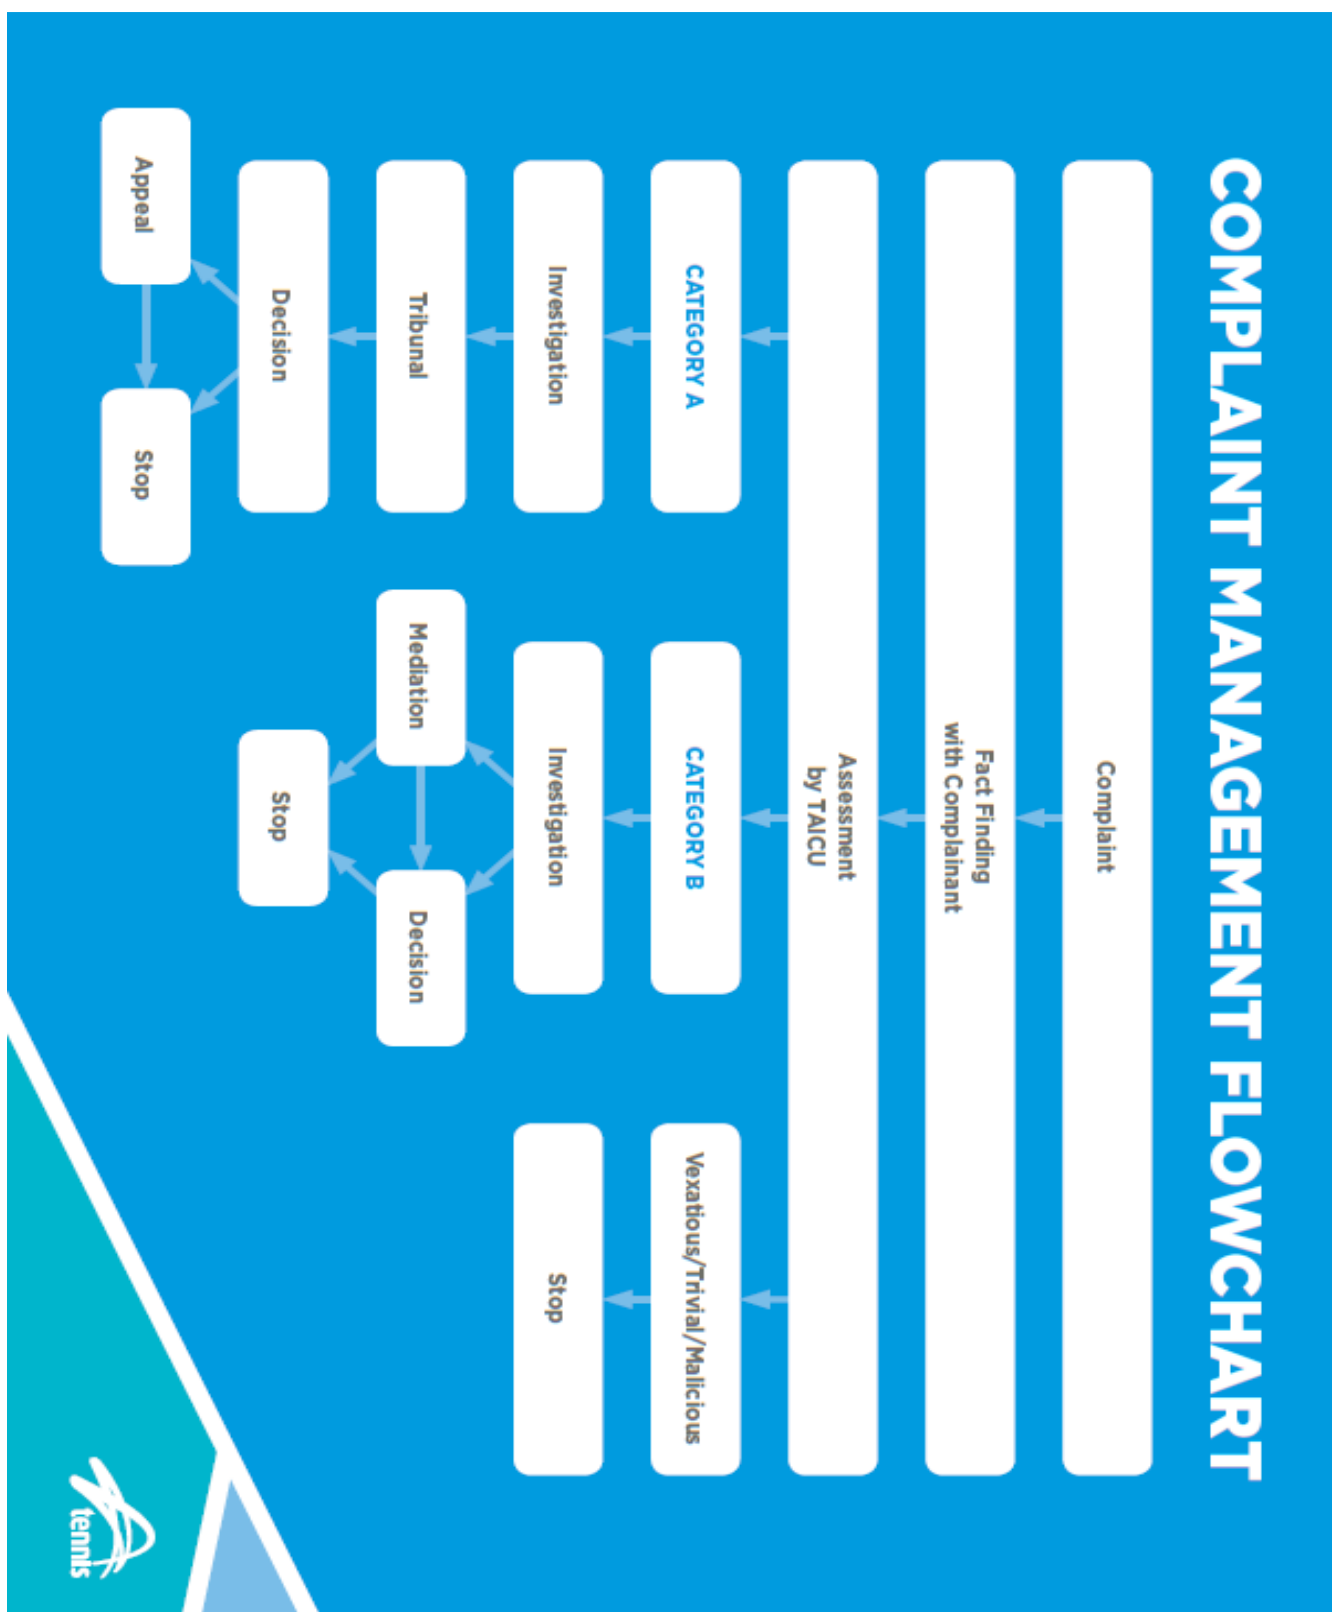 COMPLAINT MANAGEMENT FLOWCHART
Complaint
Fact Finding
with Complainant
Assessment
by TAICU
CATEGORY A
CATEGORY B
Vexatious/Trivial/Malicious
Investigation
Investigation
Stop
Tribunal
Mediation
Decision
Decision
Stop
Appeal
Stop
tennis